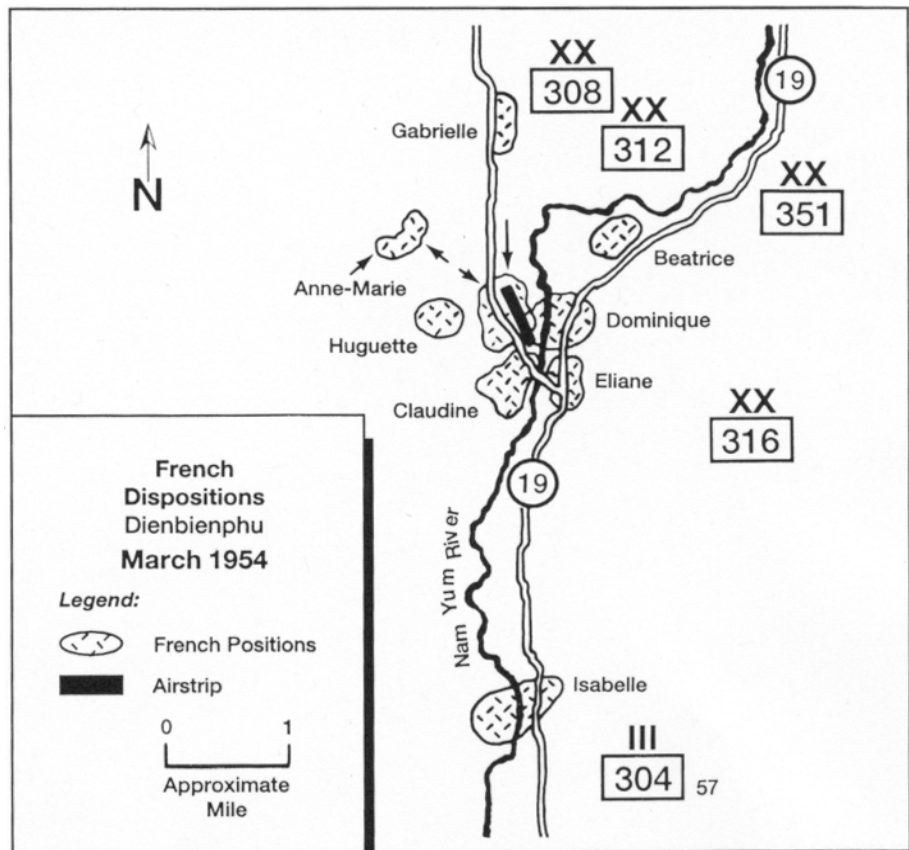 XX
308
19
XX
312
Gabrielle
N
XX
351
Beatrice
Anne-Marie
Dominique
Huguette
Eliane
Claudine
XX
316
19
French
Dispositions
Dienbienphu
March 1954
Legend:
French Positions
Airstrip
0 1
Approximate
Mile
Nam Yum River
Isabelle
III
304 57